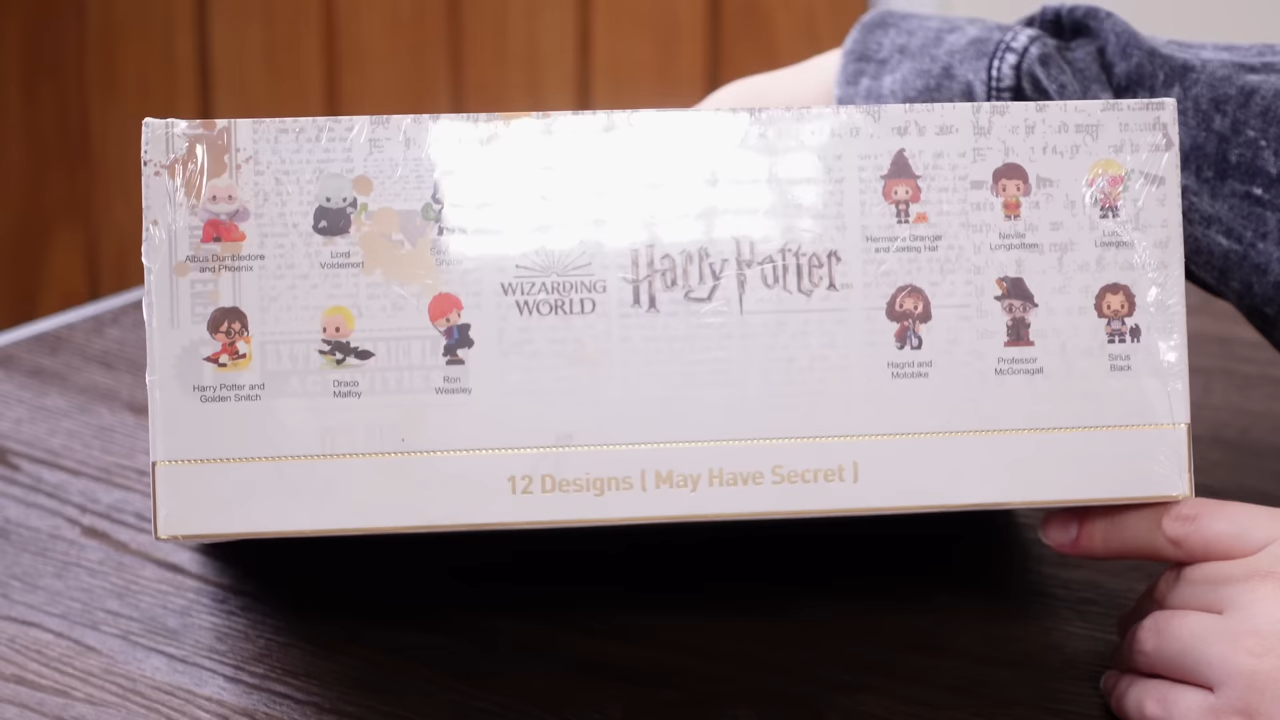 Albus Dumbledore
and Phoenix
Lord
Voldemort
Harry Potter and
Golden Snitch
Draco
Malfoy
Ron
Weasley
WIZARDING
WORLD
Harry Potter
Hermione Granger
and Sorting Hat
Neville
Longbottom
Luna
Lovegood
Hagrid and
Motobike
Professor
McGonagall
Sirius
Black
12 Designs ( May Have Secret )